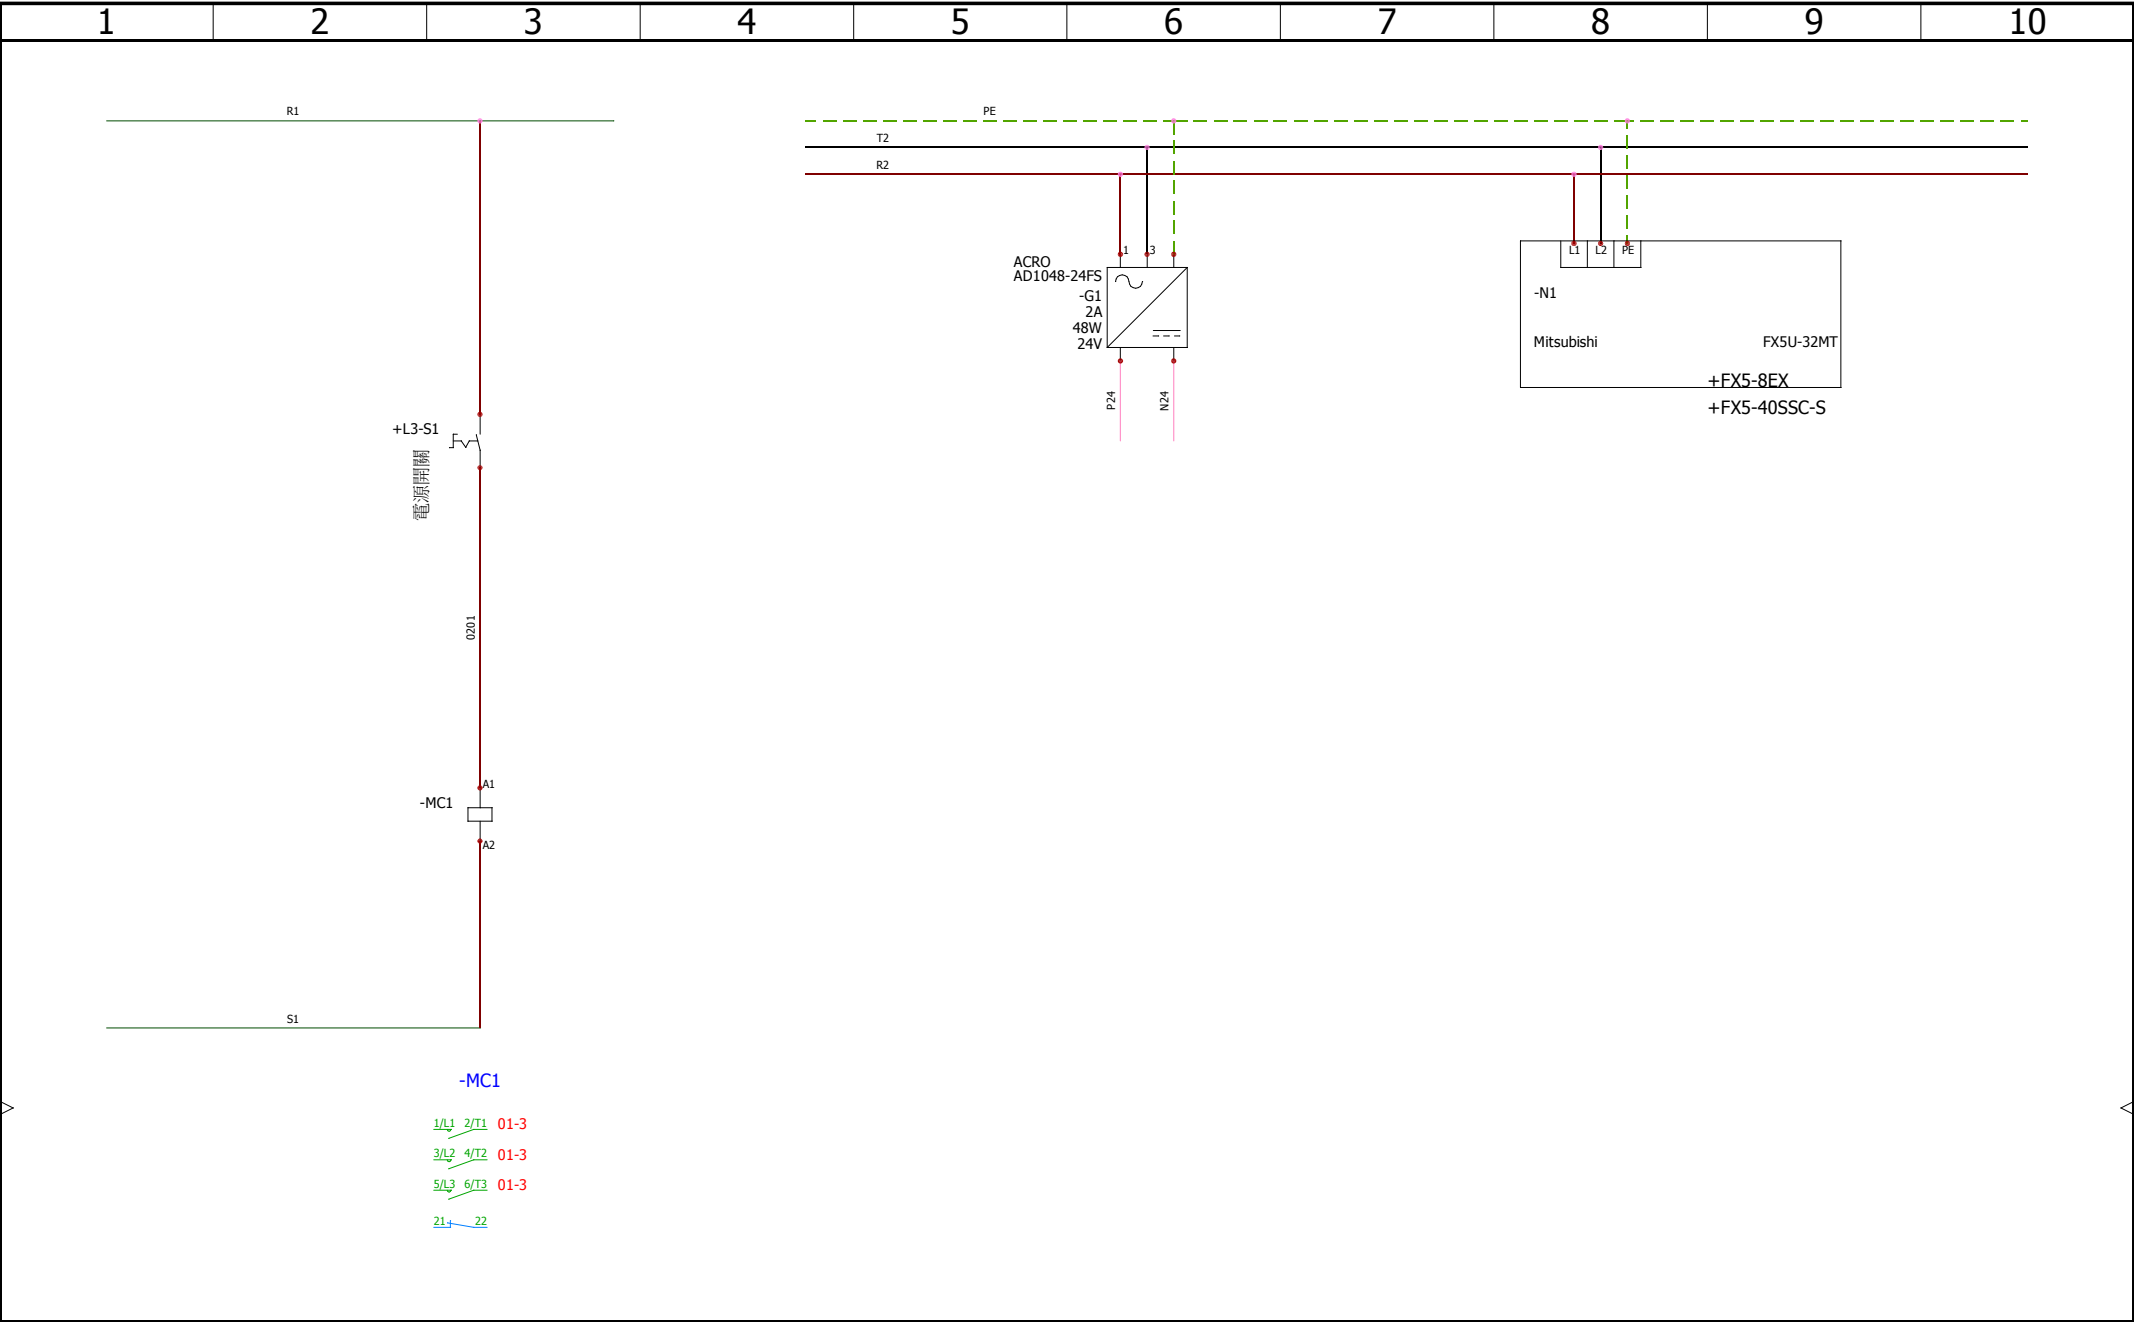 1 2 3 4 5 6 7 8 9 10
R1
PE
T2
R2
1 3
L1 L2 PE
ACRO
AD1048-24FS
-G1
2A
48W
24V
-N1
Mitsubishi FX5U-32MT
+FX5-8EX
+FX5-40SSC-S
P24
N24
+L3-S1
電源開關
0201
A1
-MC1
A2
S1
-MC1
1/L1 2/T1 01-3
3/L2 4/T2 01-3
5/L3 6/T3 01-3
21 22